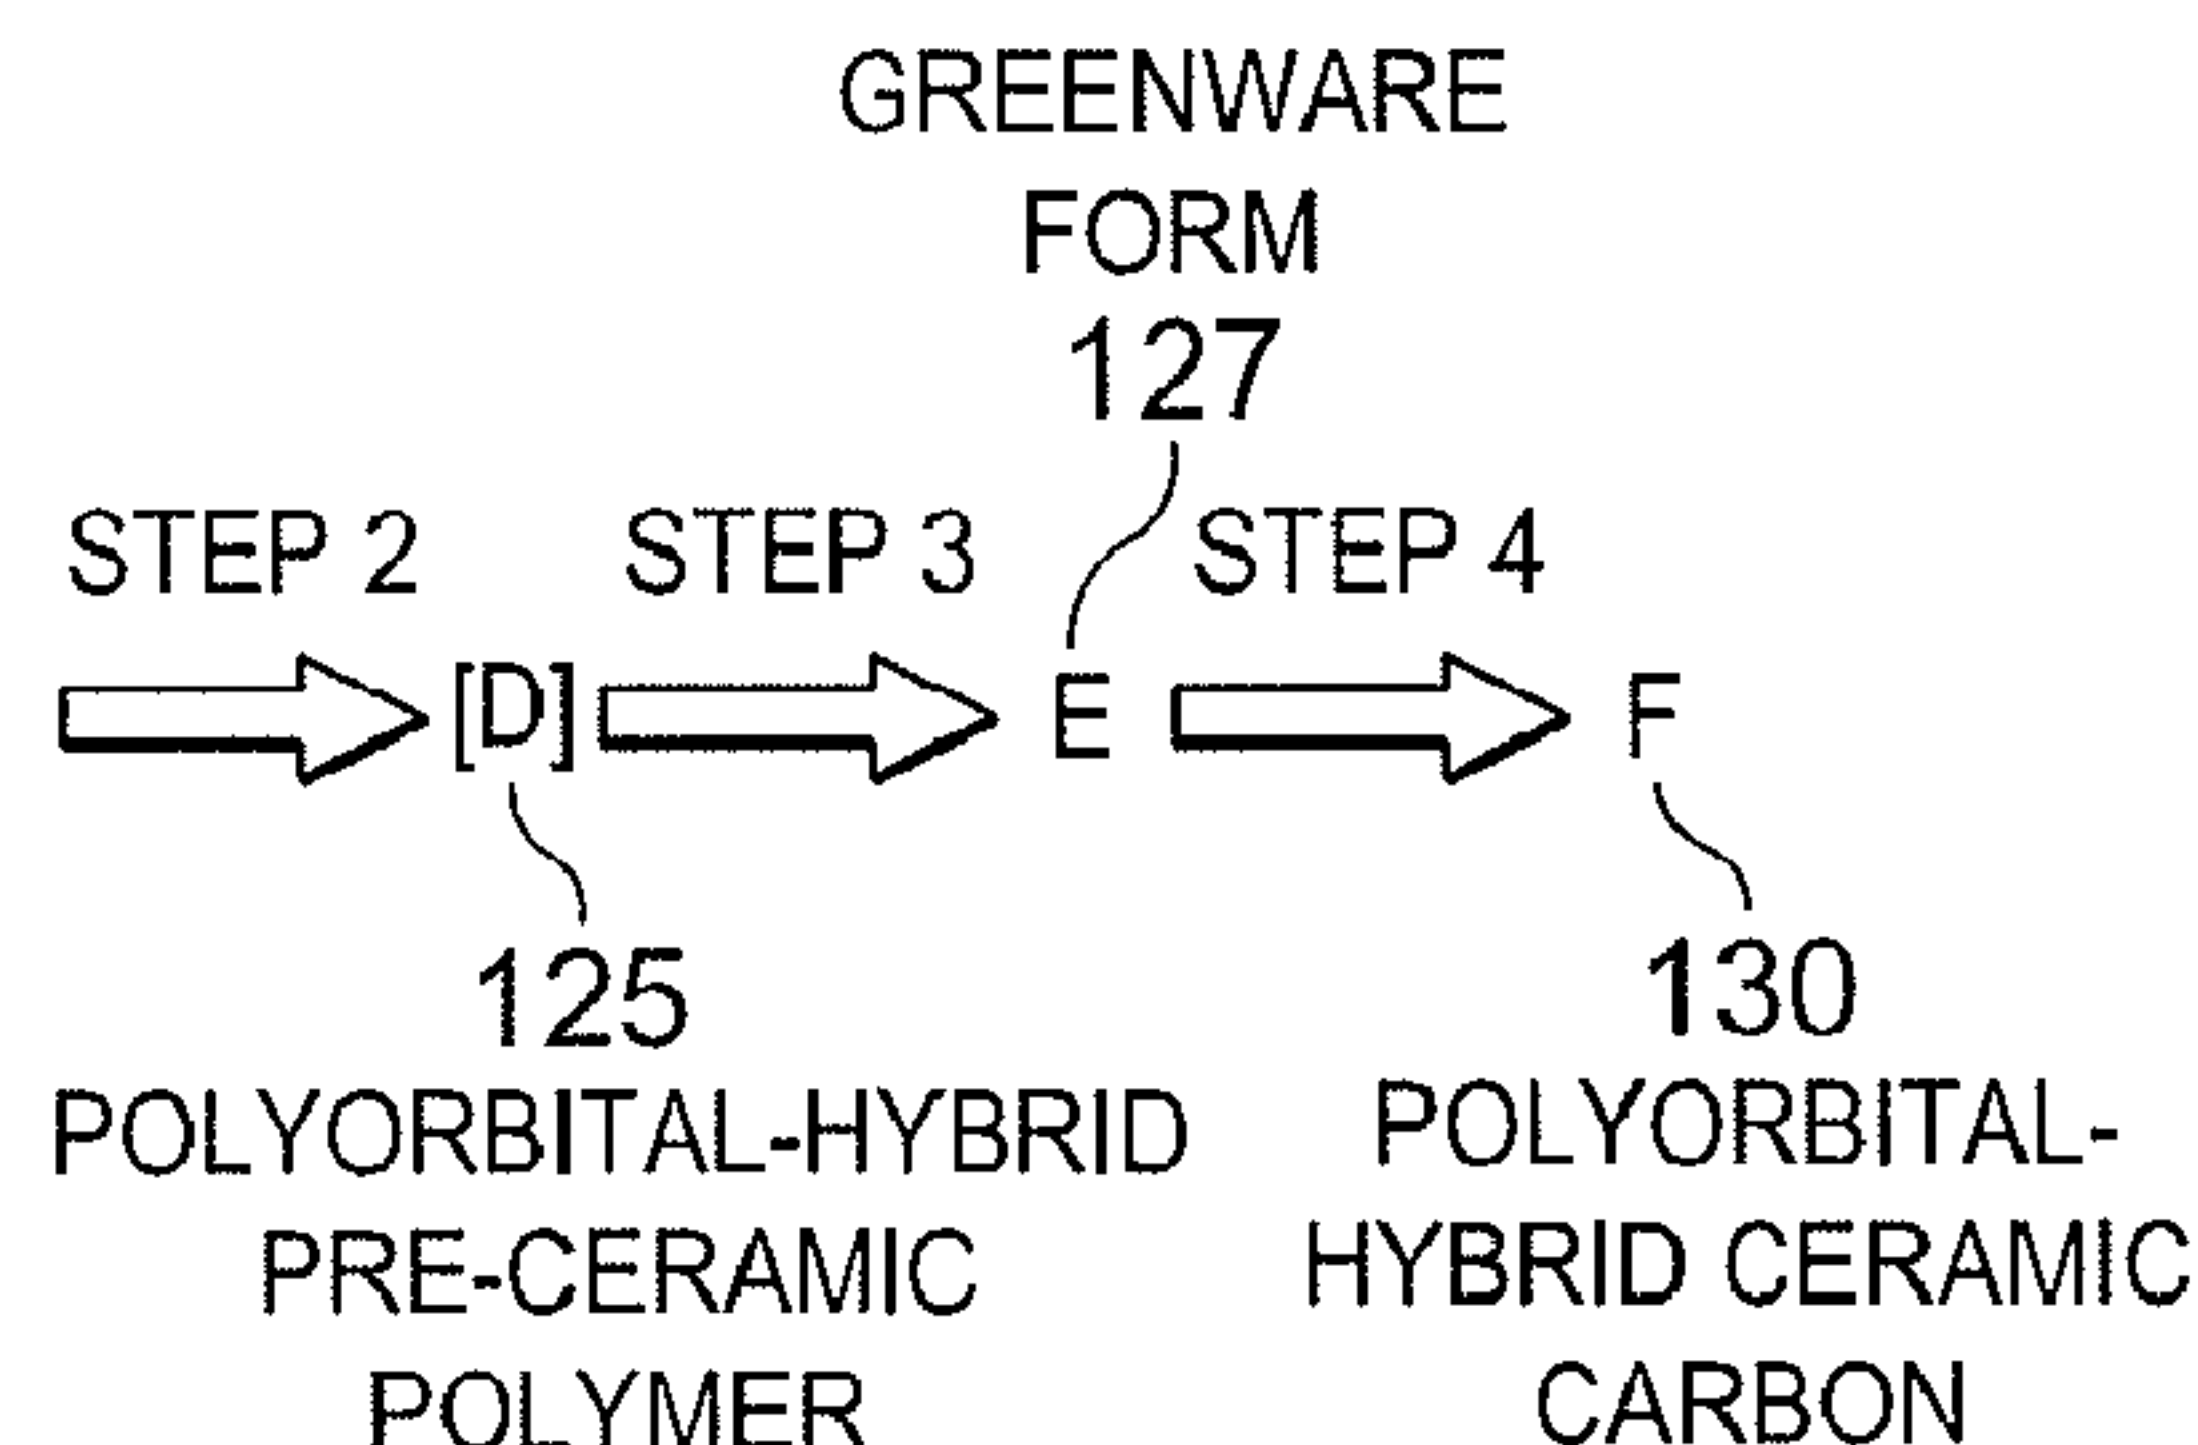 GREENWARE
FORM
127
STEP 2 STEP 3 STEP 4
[D] E F
125
POLYORBITAL-HYBRID
PRE-CERAMIC
POLYMER
130
POLYORBITAL-
HYBRID CERAMIC
CARBON